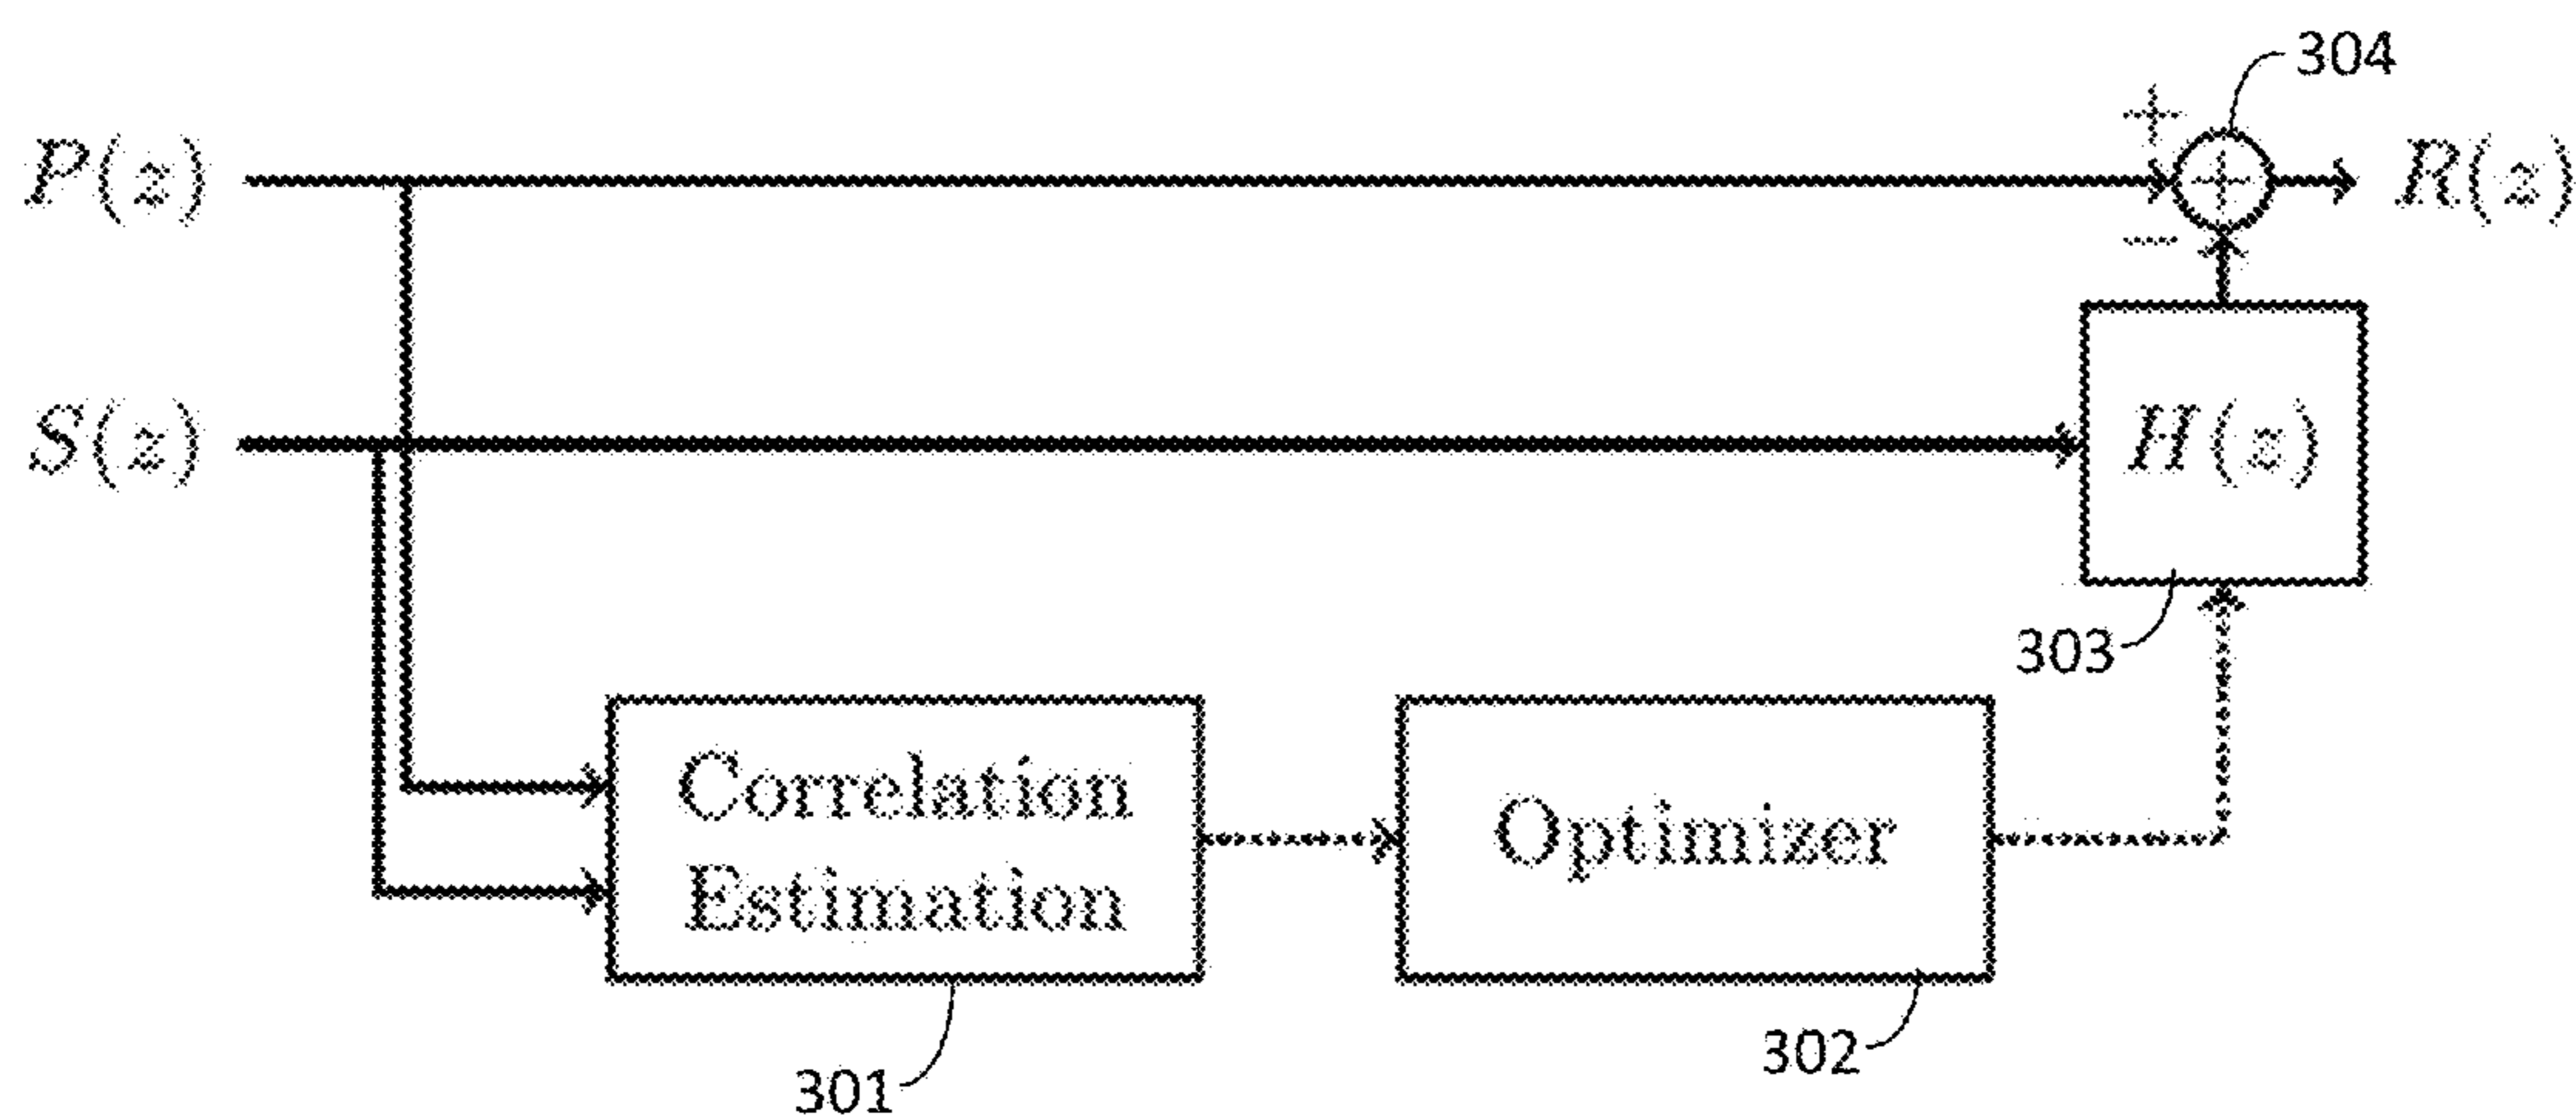 304
+
P(z)
+
R(z)
−
S(z)
H(z)
303
Correlation
Estimation
Optimizer
302
301